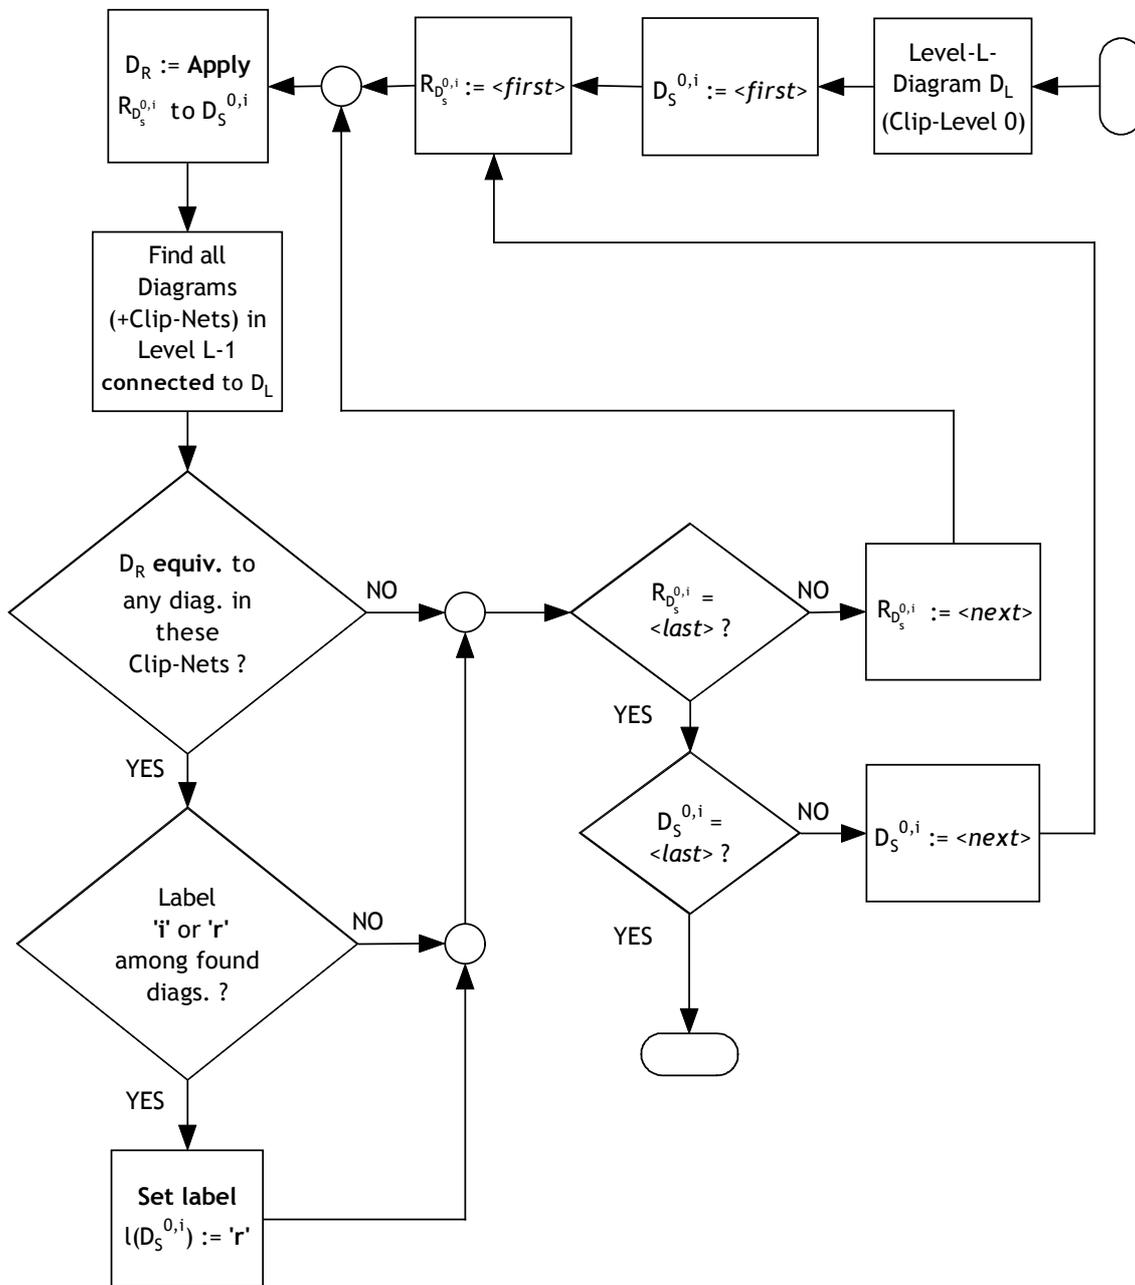 D_R := Apply
R_{D_s^{0,i}} to D_S^{0,i}
R_{D_s^{0,i}} := <first>
D_S^{0,i} := <first>
Level-L-
Diagram D_L
(Clip-Level 0)
Find all
Diagrams
(+Clip-Nets) in
Level L-1
connected to D_L
D_R equiv. to
any diag. in
these
Clip-Nets ?
NO
YES
R_{D_s^{0,i}} =
<last> ?
NO
YES
R_{D_s^{0,i}} := <next>
D_S^{0,i} =
<last> ?
NO
YES
D_S^{0,i} := <next>
Label
'i' or 'r'
among found
diags. ?
NO
YES
Set label
l(D_S^{0,i}) := 'r'